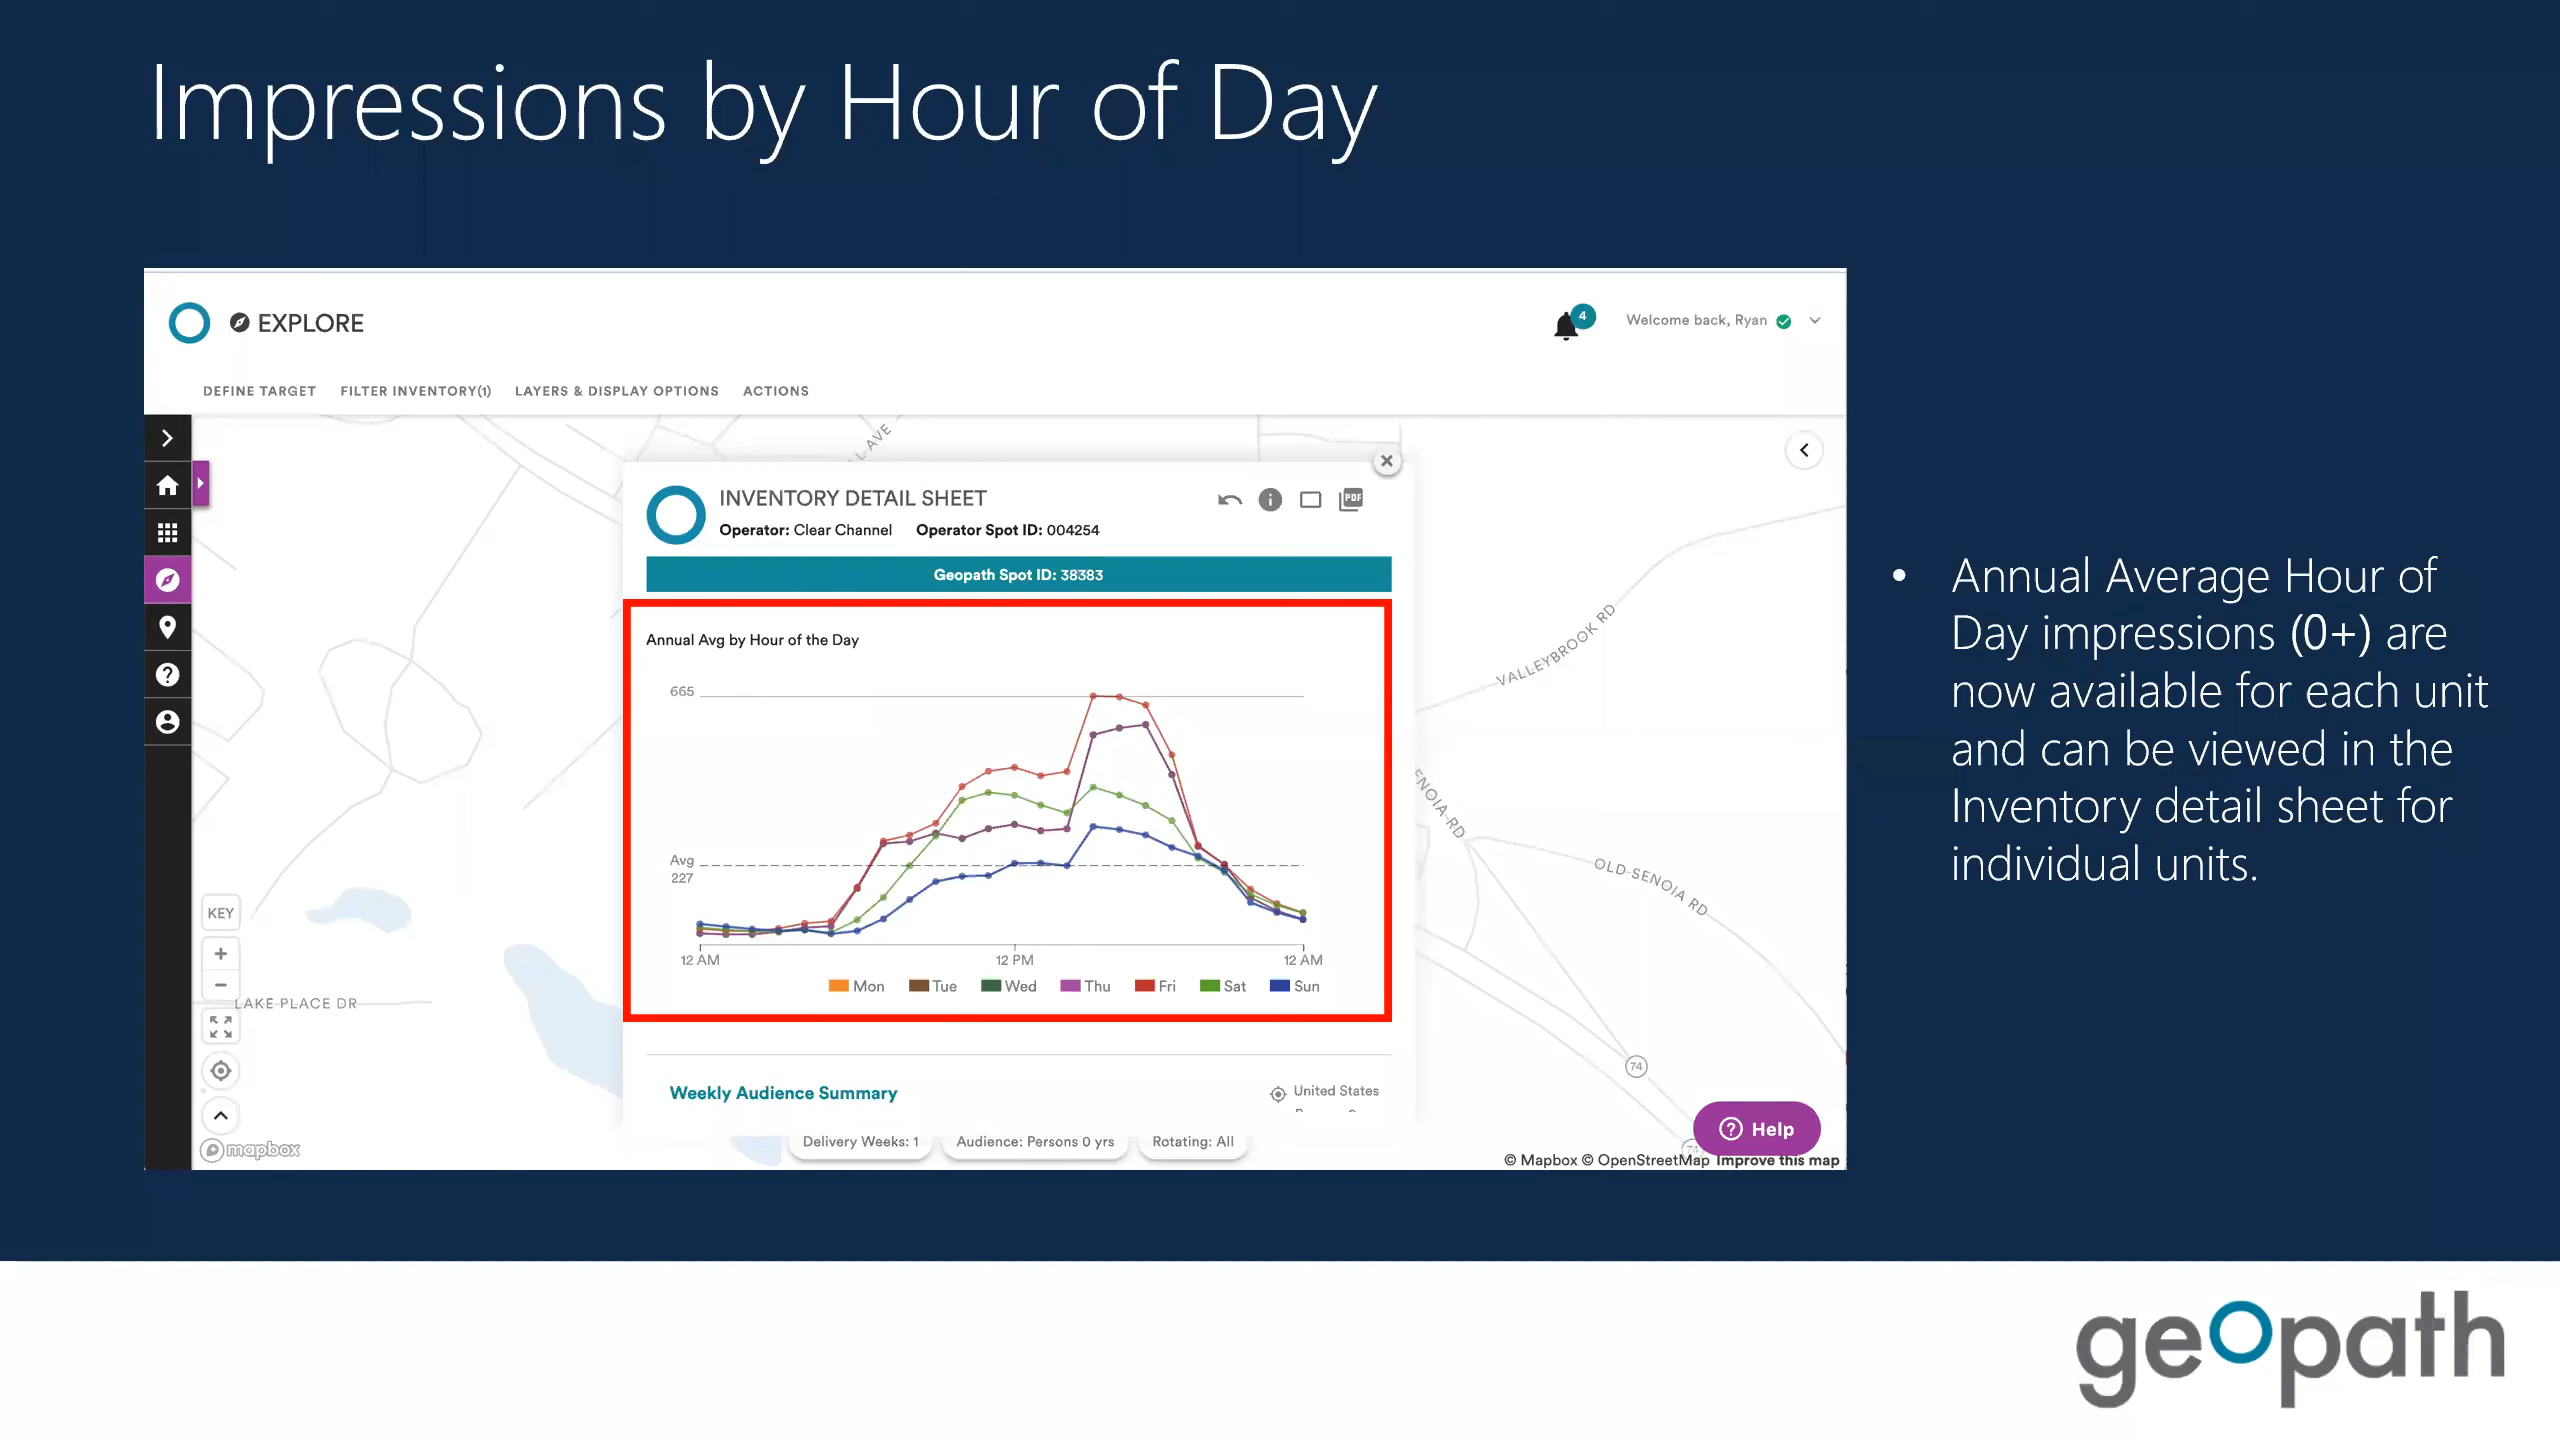 Impressions by Hour of Day
EXPLORE
4
Welcome back, Ryan
DEFINE TARGET FILTER INVENTORY(1) LAYERS & DISPLAY OPTIONS ACTIONS
INVENTORY DETAIL SHEET
Operator: Clear Channel Operator Spot ID: 004254
PDF
Geopath Spot ID: 38383
Annual Avg by Hour of the Day
665
Avg
227
12 AM 12 PM 12 AM
Mon Tue Wed Thu Fri Sat Sun
Weekly Audience Summary
United States
Delivery Weeks: 1 Audience: Persons 0 yrs Rotating: All
AVE
VALLEYBROOK RD
OLD SENOIA RD
74
KEY
LAKE PLACE DR
mapbox
Help
© Mapbox © OpenStreetMap Improve this map
• Annual Average Hour of
Day impressions (0+) are
now available for each unit
and can be viewed in the
Inventory detail sheet for
individual units.
geopath